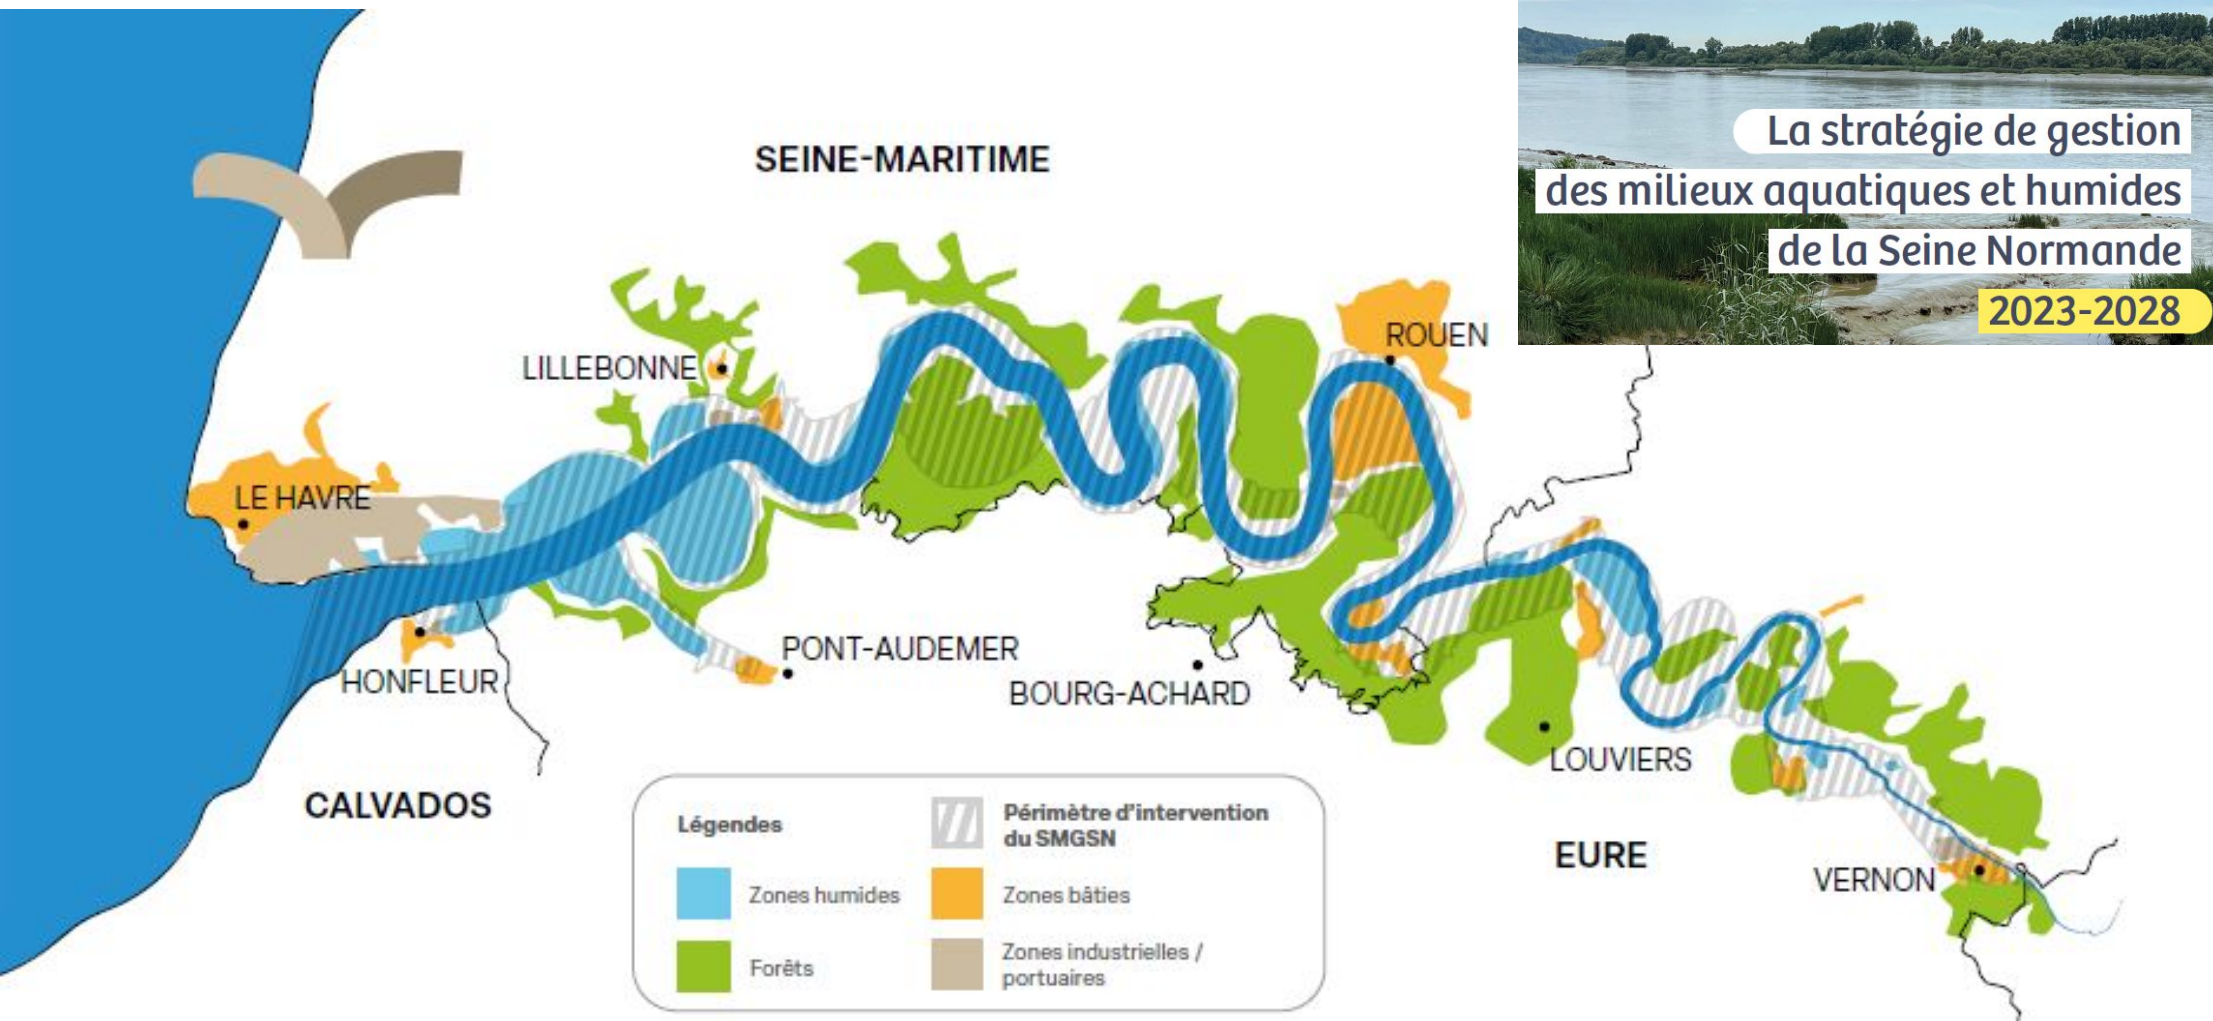 La stratégie de gestion
des milieux aquatiques et humides
de la Seine Normande
2023-2028
SEINE-MARITIME
ROUEN
LILLEBONNE
LE HAVRE
PONT-AUDEMER
HONFLEUR
BOURG-ACHARD
LOUVIERS
CALVADOS
EURE
VERNON
Légendes
Zones humides
Forêts
Périmètre d'intervention
du SMGSN
Zones bâties
Zones industrielles /
portuaires